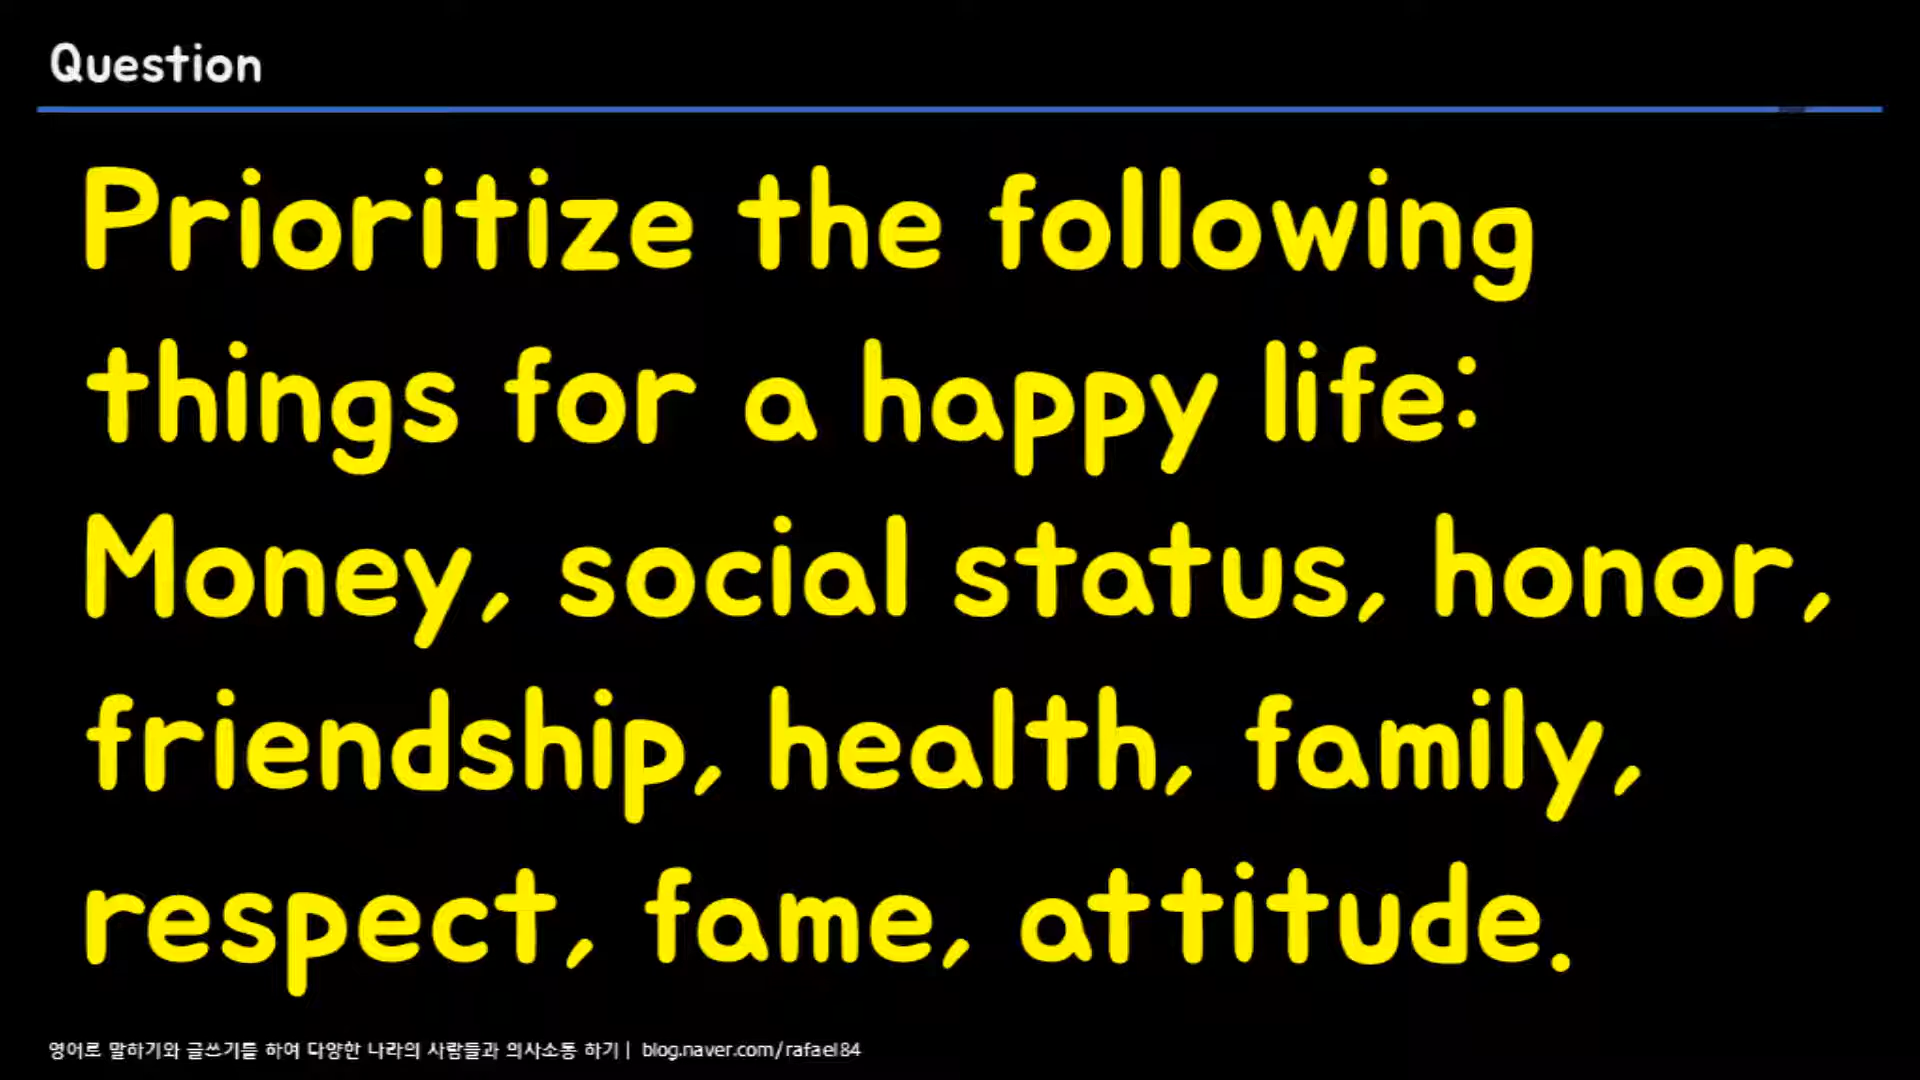 Question
Prioritize the following
things for a happy life:
Money, social status, honor,
friendship, health, family,
respect, fame, attitude.
영어로 말하기와 글쓰기를 하여 다양한 나라의 사람들과 의사소통 하기 | blog.naver.com/rafael84